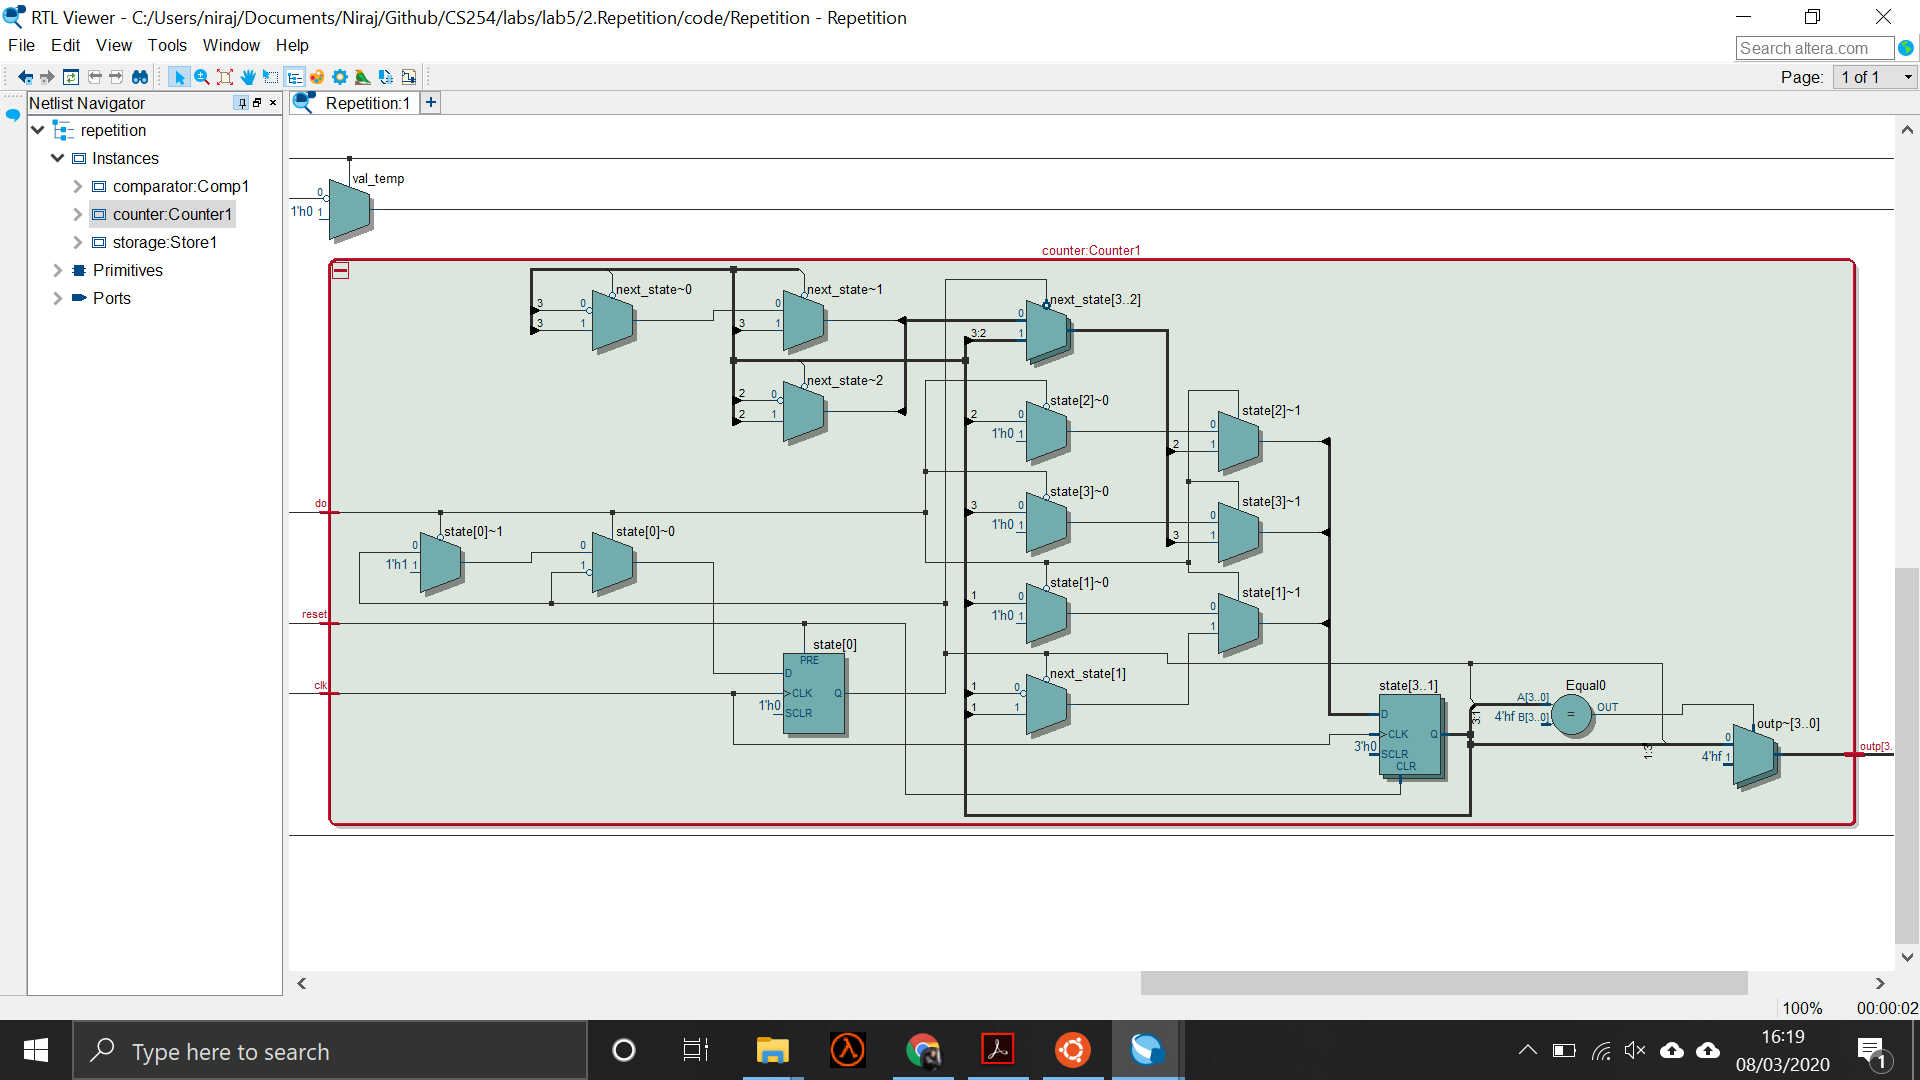 RTL Viewer - C:/Users/niraj/Documents/Niraj/Github/CS254/labs/lab5/2.Repetition/code/Repetition - Repetition
File Edit View Tools Window Help
Search altera.com
Page: 1 of 1
Netlist Navigator
Repetition:1
repetition
Instances
comparator:Comp1
counter:Counter1
storage:Store1
Primitives
Ports
val_temp
0
1'h0 1
counter:Counter1
next_state~0
3 0
3 1
next_state~1
0
3 1
next_state[3..2]
0
3:2 1
next_state~2
2 0
2 1
state[2]~0
2 0
1'h0 1
state[2]~1
0
2 1
state[3]~0
3 0
1'h0 1
state[3]~1
0
3 1
do
state[0]~1
0
1'h1 1
state[0]~0
0
1
state[1]~0
1 0
1'h0 1
state[1]~1
0
1
reset
state[0]
PRE
D
CLK Q
1'h0 SCLR
clk
next_state[1]
1 0
1 1
state[3..1]
D
CLK Q
3'h0 SCLR
CLR
3:1
Equal0
A[3..0]
4'hf B[3..0]
= OUT
1:3
outp~[3..0]
0
4'hf 1
outp[3.
100% 00:00:02
Type here to search
16:19
08/03/2020
1